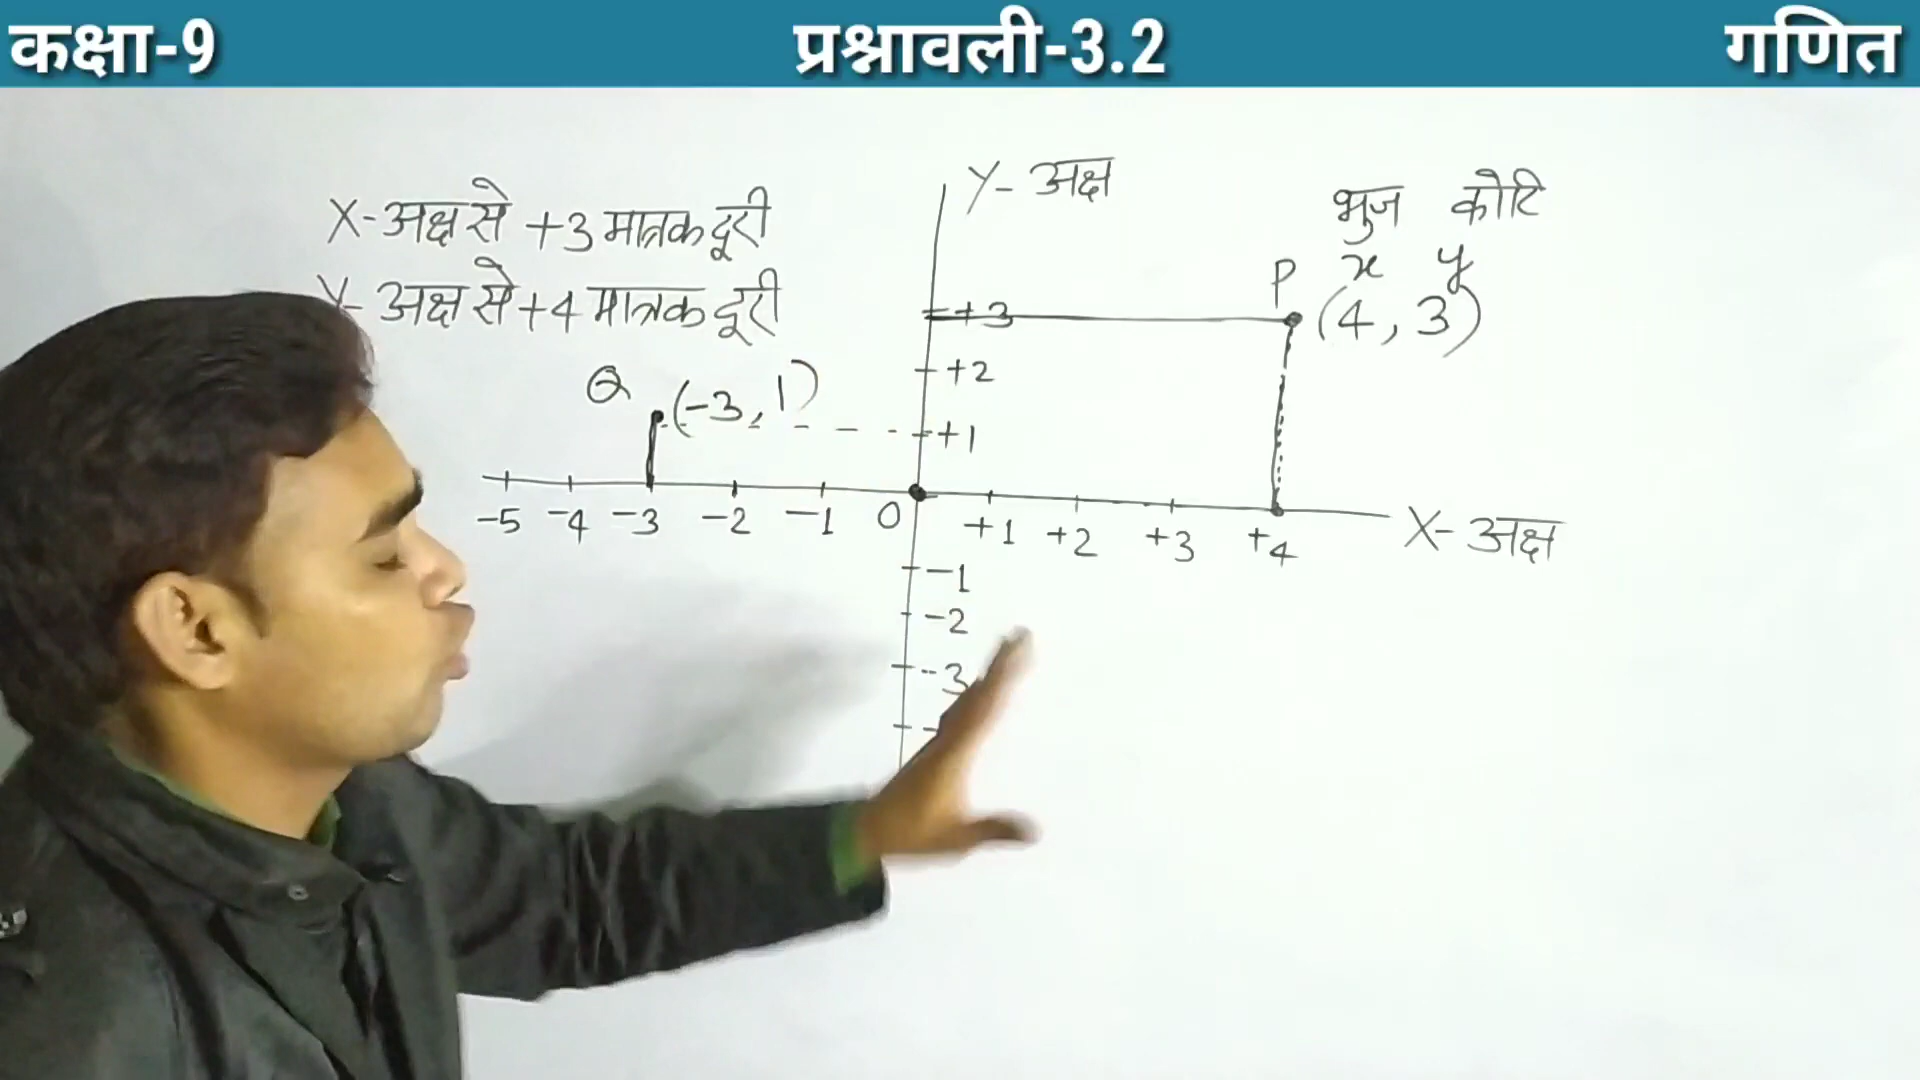 कक्षा-9 प्रश्नावली-3.2 गणित
X-अक्ष से +3 मात्रक दूरी
Y-अक्ष से +4 मात्रक दूरी
Y-अक्ष
भुज कोटि
P x y
(4, 3)
+3
+2
Q (-3, 1)
+1
-5 -4 -3 -2 -1 0 +1 +2 +3 +4 X-अक्ष
-1
-2
-3